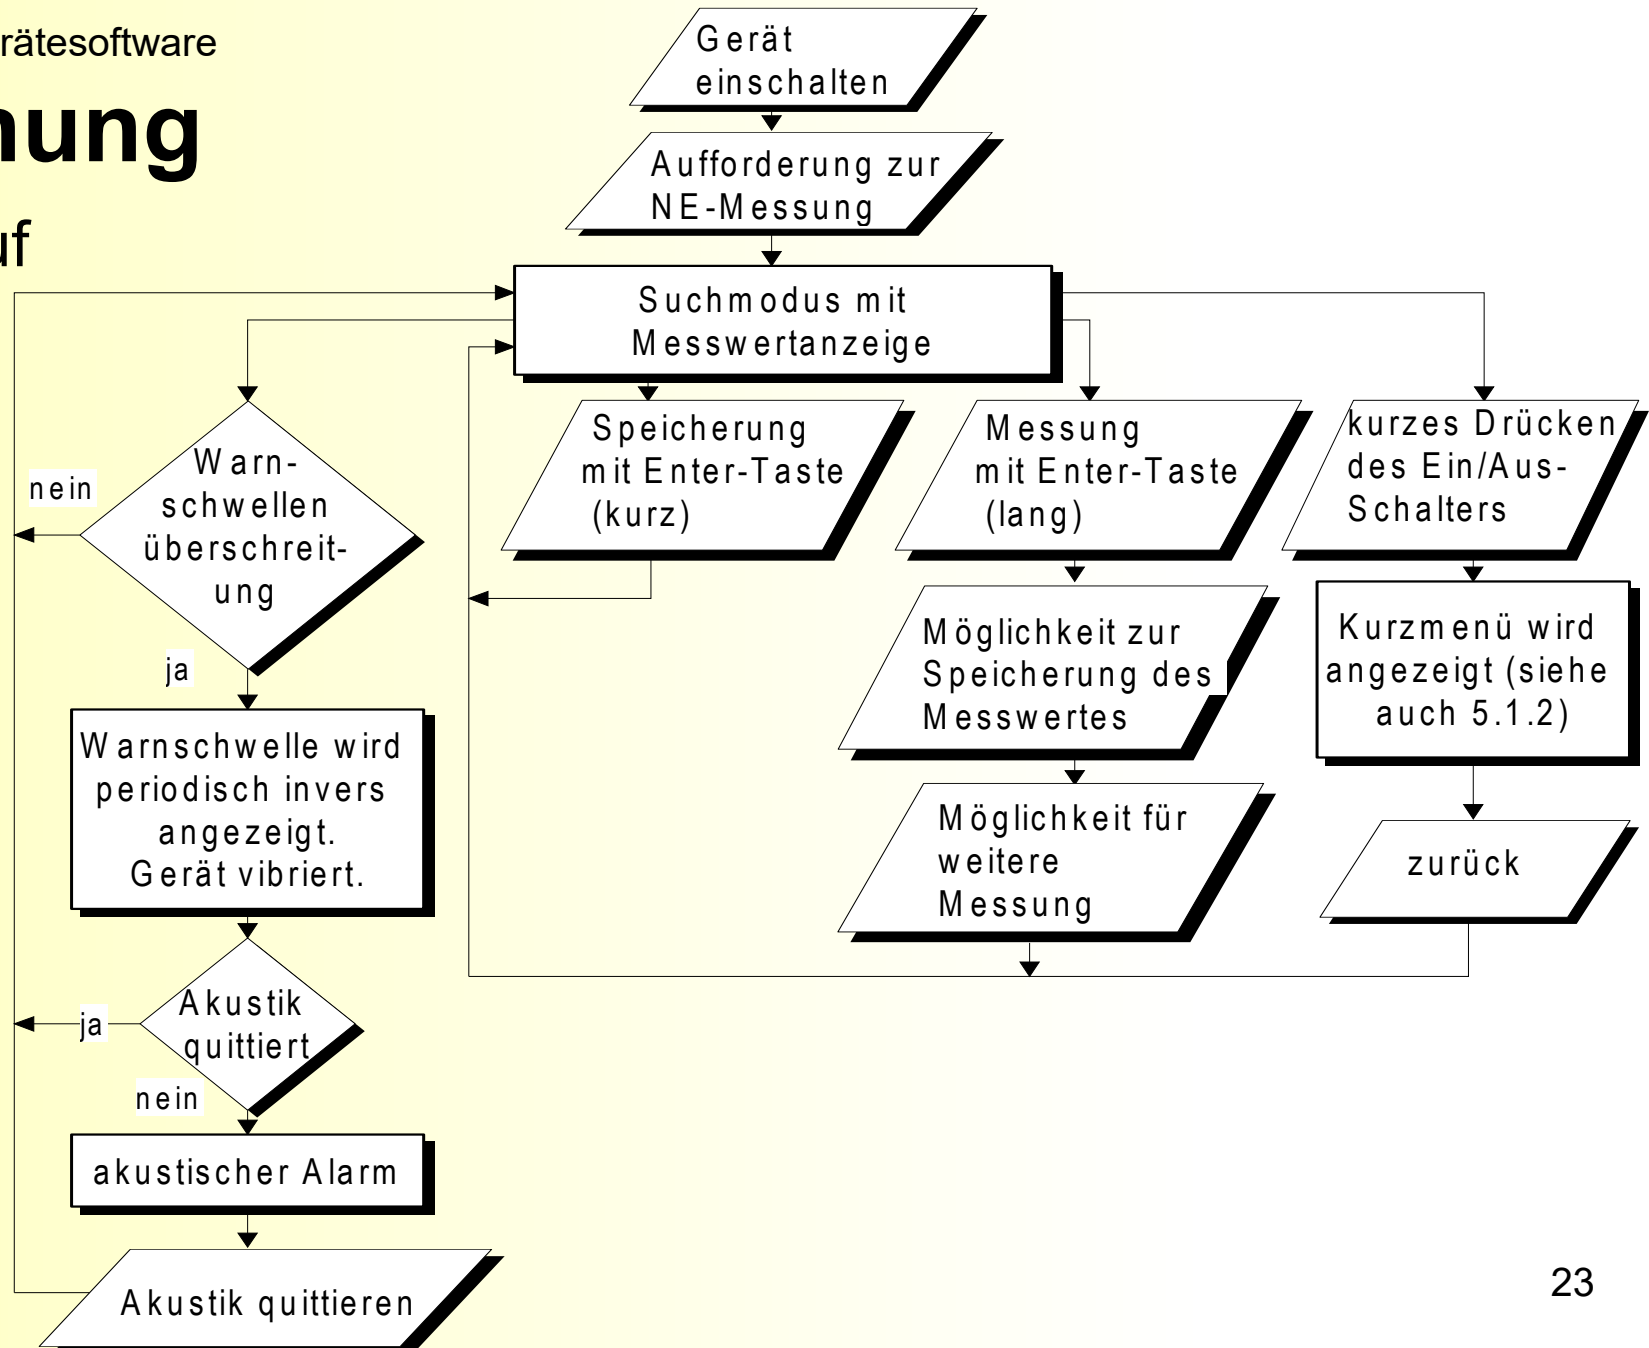 rätesoftware
nung
uf
Gerät
einschalten
Aufforderung zur
NE-Messung
Suchmodus mit
Messwertanzeige
Warn-
schwellen
überschreit-
ung
nein
ja
Warnschwelle wird
periodisch invers
angezeigt.
Gerät vibriert.
Akustik
quittiert
ja
nein
akustischer Alarm
Akustik quittieren
Speicherung
mit Enter-Taste
(kurz)
Messung
mit Enter-Taste
(lang)
Möglichkeit zur
Speicherung des
Messwertes
Möglichkeit für
weitere
Messung
kurzes Drücken
des Ein/Aus-
Schalters
Kurzmenü wird
angezeigt (siehe
auch 5.1.2)
zurück
23